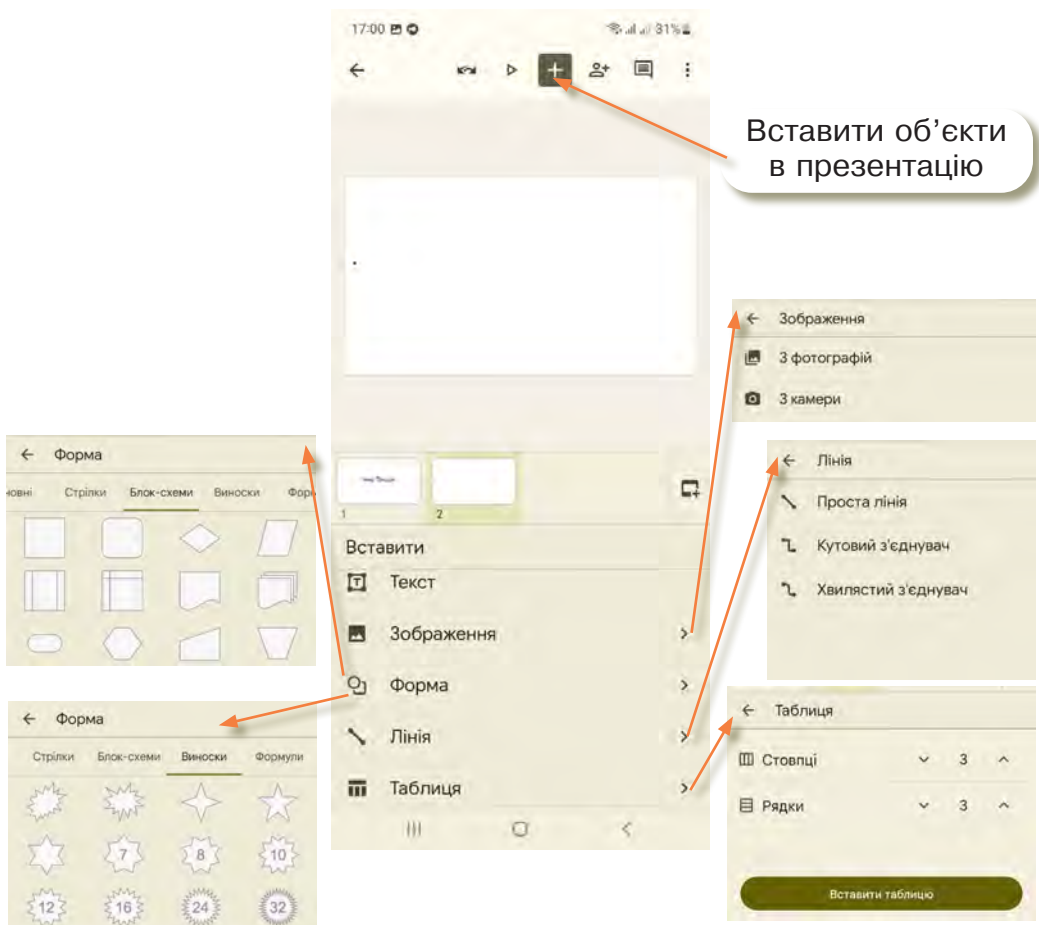 17:00
31%
Вставити об’єкти
в презентацію
1
2
Вставити
Текст
Зображення
Форма
Лінія
Таблиця
← Форма
новні Стрілки Блок-схеми Виноски Фор
← Форма
Стрілки Блок-схеми Виноски Формули
7 8 10
12 16 24 32
← Зображення
З фотографій
З камери
← Лінія
Проста лінія
Кутовий з'єднувач
Хвилястий з'єднувач
← Таблиця
Стовпці 3
Рядки 3
Вставити таблицю